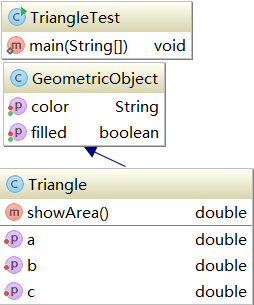 TriangleTest
main(String[]) void
GeometricObject
color String
filled boolean
Triangle
showArea() double
a double
b double
c double